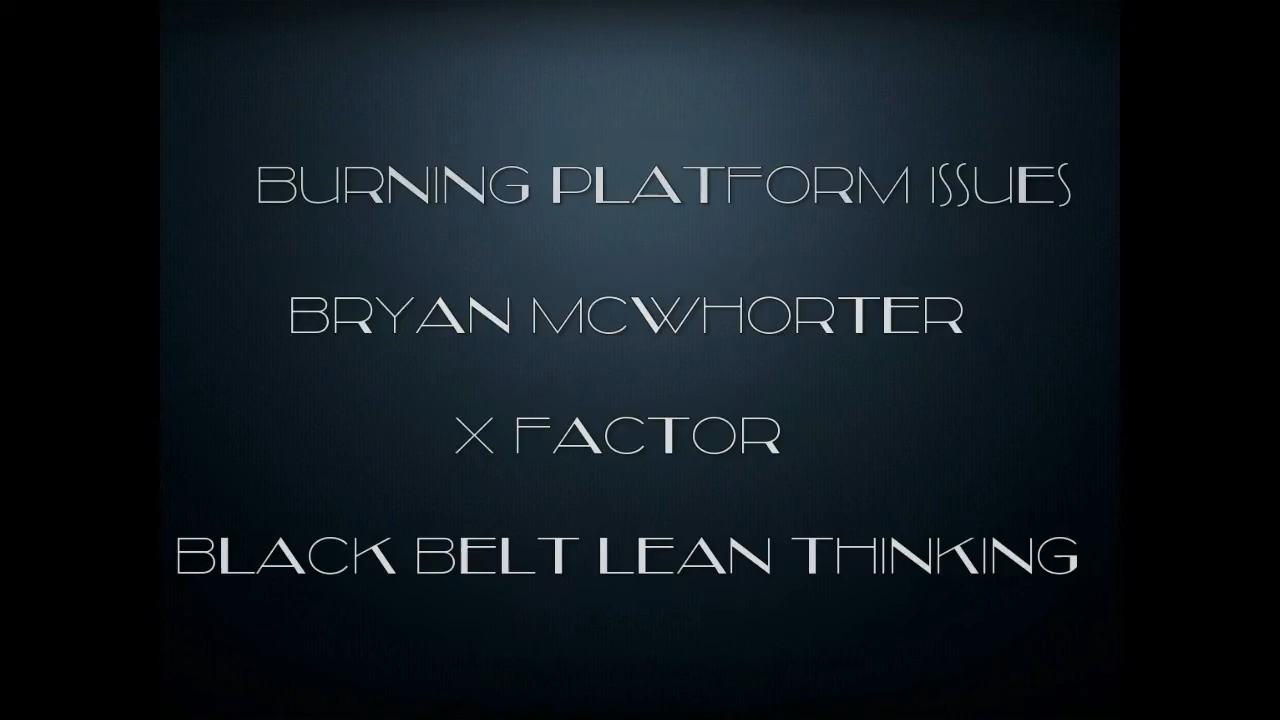 BURNING PLATFORM ISSUES
BRYAN MCWHORTER
X FACTOR
BLACK BELT LEAN THINKING